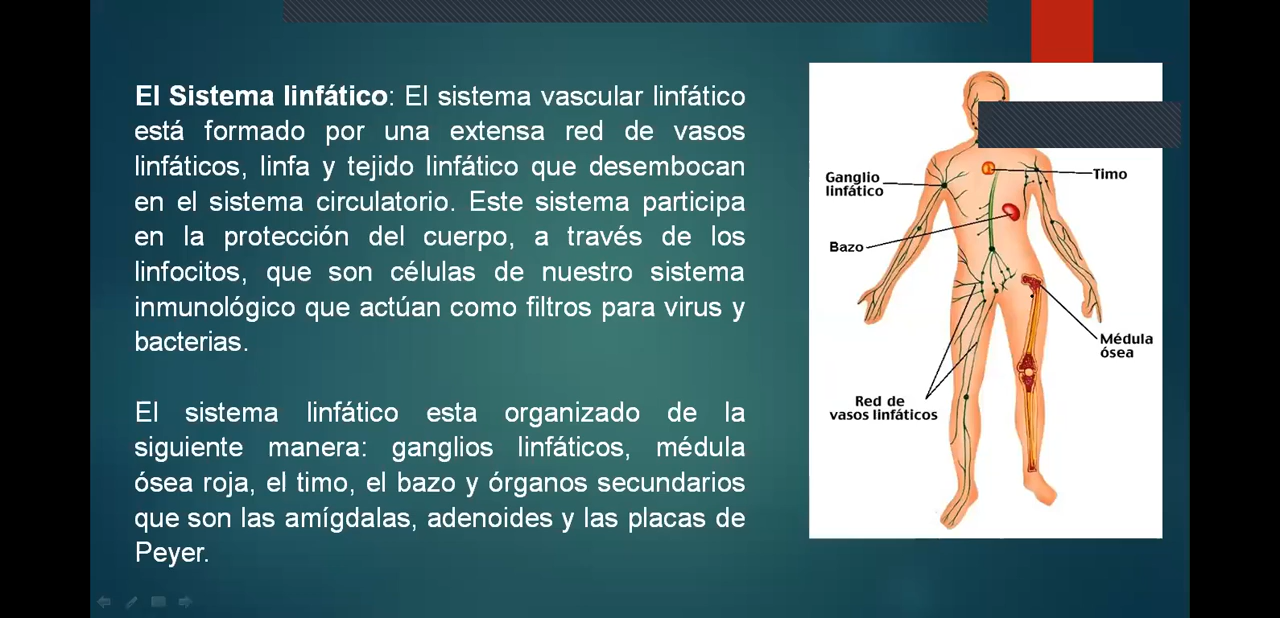 El Sistema linfático: El sistema vascular linfático
está formado por una extensa red de vasos
linfáticos, linfa y tejido linfático que desembocan
en el sistema circulatorio. Este sistema participa
en la protección del cuerpo, a través de los
linfocitos, que son células de nuestro sistema
inmunológico que actúan como filtros para virus y
bacterias.
El sistema linfático esta organizado de la
siguiente manera: ganglios linfáticos, médula
ósea roja, el timo, el bazo y órganos secundarios
que son las amígdalas, adenoides y las placas de
Peyer.
Ganglio
linfático
Timo
Bazo
Médula
ósea
Red de
vasos linfáticos